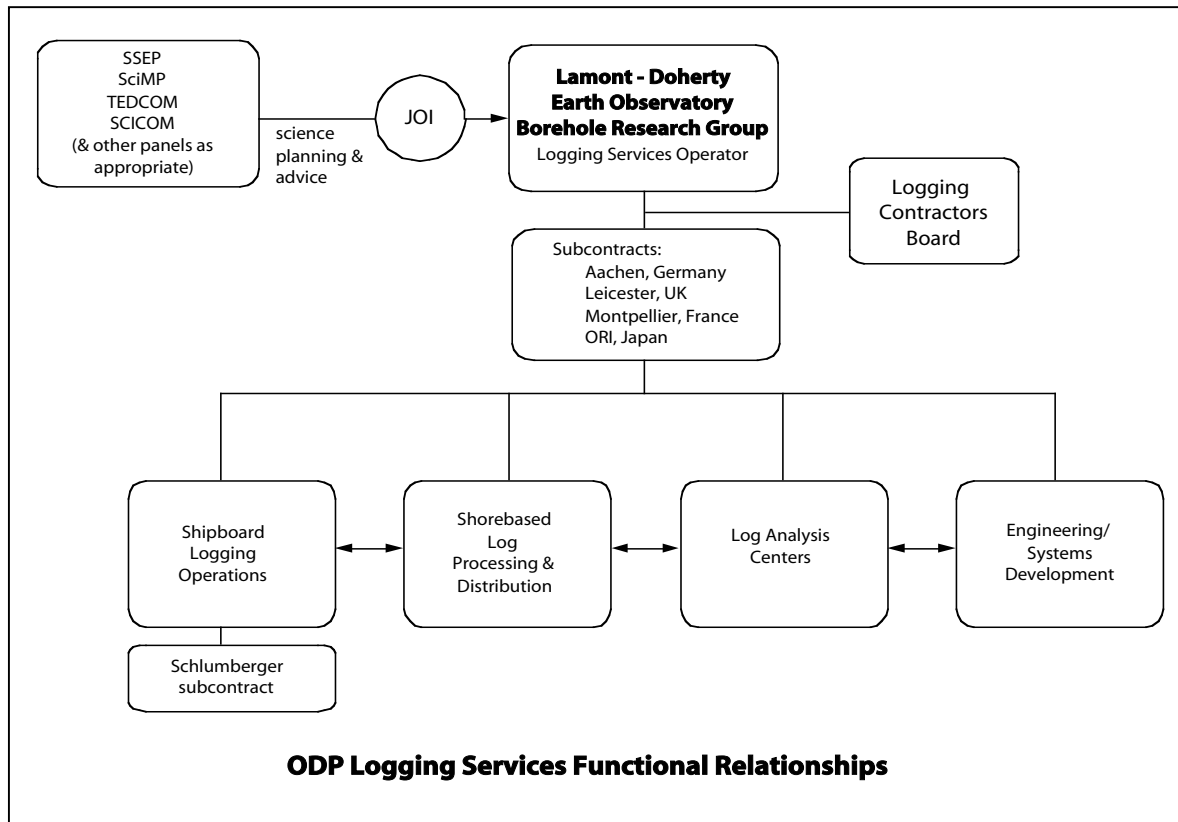 SSEP
SciMP
TEDCOM
SCICOM
(& other panels as
appropriate)
science
planning &
advice
JOI
Lamont - Doherty
Earth Observatory
Borehole Research Group
Logging Services Operator
Logging
Contractors
Board
Subcontracts:
Aachen, Germany
Leicester, UK
Montpellier, France
ORI, Japan
Shipboard
Logging
Operations
Shorebased
Log
Processing &
Distribution
Log Analysis
Centers
Engineering/
Systems
Development
Schlumberger
subcontract
ODP Logging Services Functional Relationships